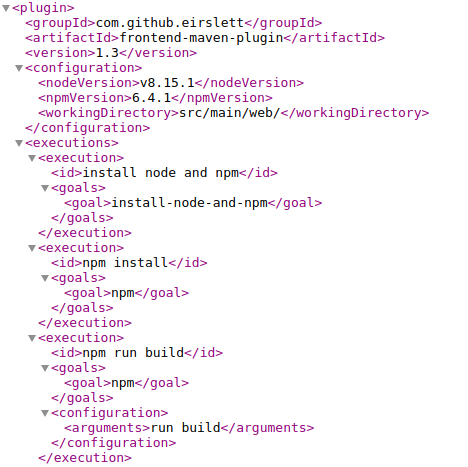 <plugin>
<groupId>com.github.eirslett</groupId>
<artifactId>frontend-maven-plugin</artifactId>
<version>1.3</version>
<configuration>
<nodeVersion>v8.15.1</nodeVersion>
<npmVersion>6.4.1</npmVersion>
<workingDirectory>src/main/web/</workingDirectory>
</configuration>
<executions>
<execution>
<id>install node and npm</id>
<goals>
<goal>install-node-and-npm</goal>
</goals>
</execution>
<execution>
<id>npm install</id>
<goals>
<goal>npm</goal>
</goals>
</execution>
<execution>
<id>npm run build</id>
<goals>
<goal>npm</goal>
</goals>
<configuration>
<arguments>run build</arguments>
</configuration>
</execution>